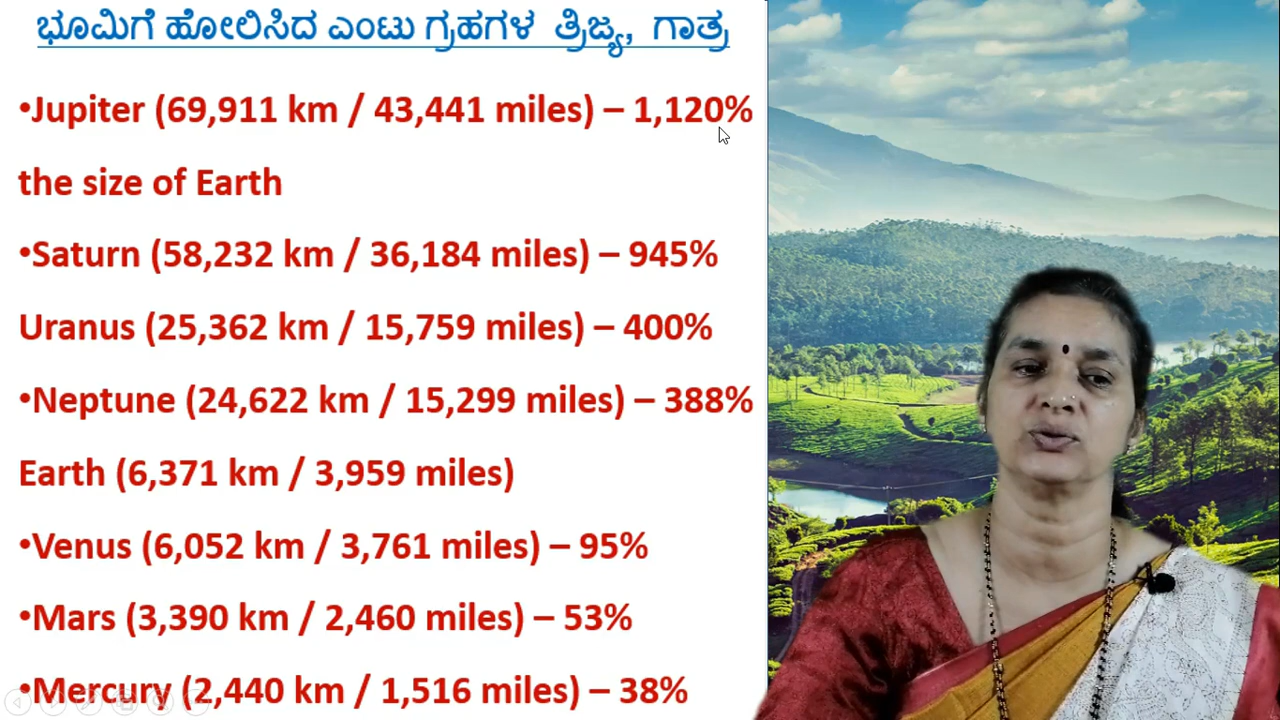 ಭೂಮಿಗೆ ಹೋಲಿಸಿದ ಎಂಟು ಗ್ರಹಗಳ ತ್ರಿಜ್ಯ, ಗಾತ್ರ
•Jupiter (69,911 km / 43,441 miles) – 1,120%
the size of Earth
•Saturn (58,232 km / 36,184 miles) – 945%
Uranus (25,362 km / 15,759 miles) – 400%
•Neptune (24,622 km / 15,299 miles) – 388%
Earth (6,371 km / 3,959 miles)
•Venus (6,052 km / 3,761 miles) – 95%
•Mars (3,390 km / 2,460 miles) – 53%
•Mercury (2,440 km / 1,516 miles) – 38%